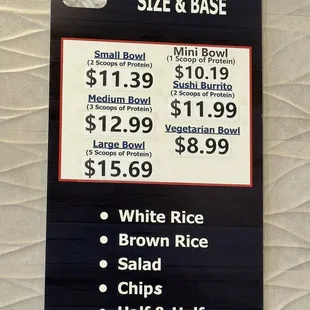 SIZE & BASE
Small Bowl
(2 Scoops of Protein)
$11.39
Medium Bowl
(3 Scoops of Protein)
$12.99
Large Bowl
(5 Scoops of Protein)
$15.69
Mini Bowl
(1 Scoop of Protein)
$10.19
Sushi Burrito
(2 Scoops of Protein)
$11.99
Vegetarian Bowl
$8.99
• White Rice
• Brown Rice
• Salad
• Chips
• Half & Half